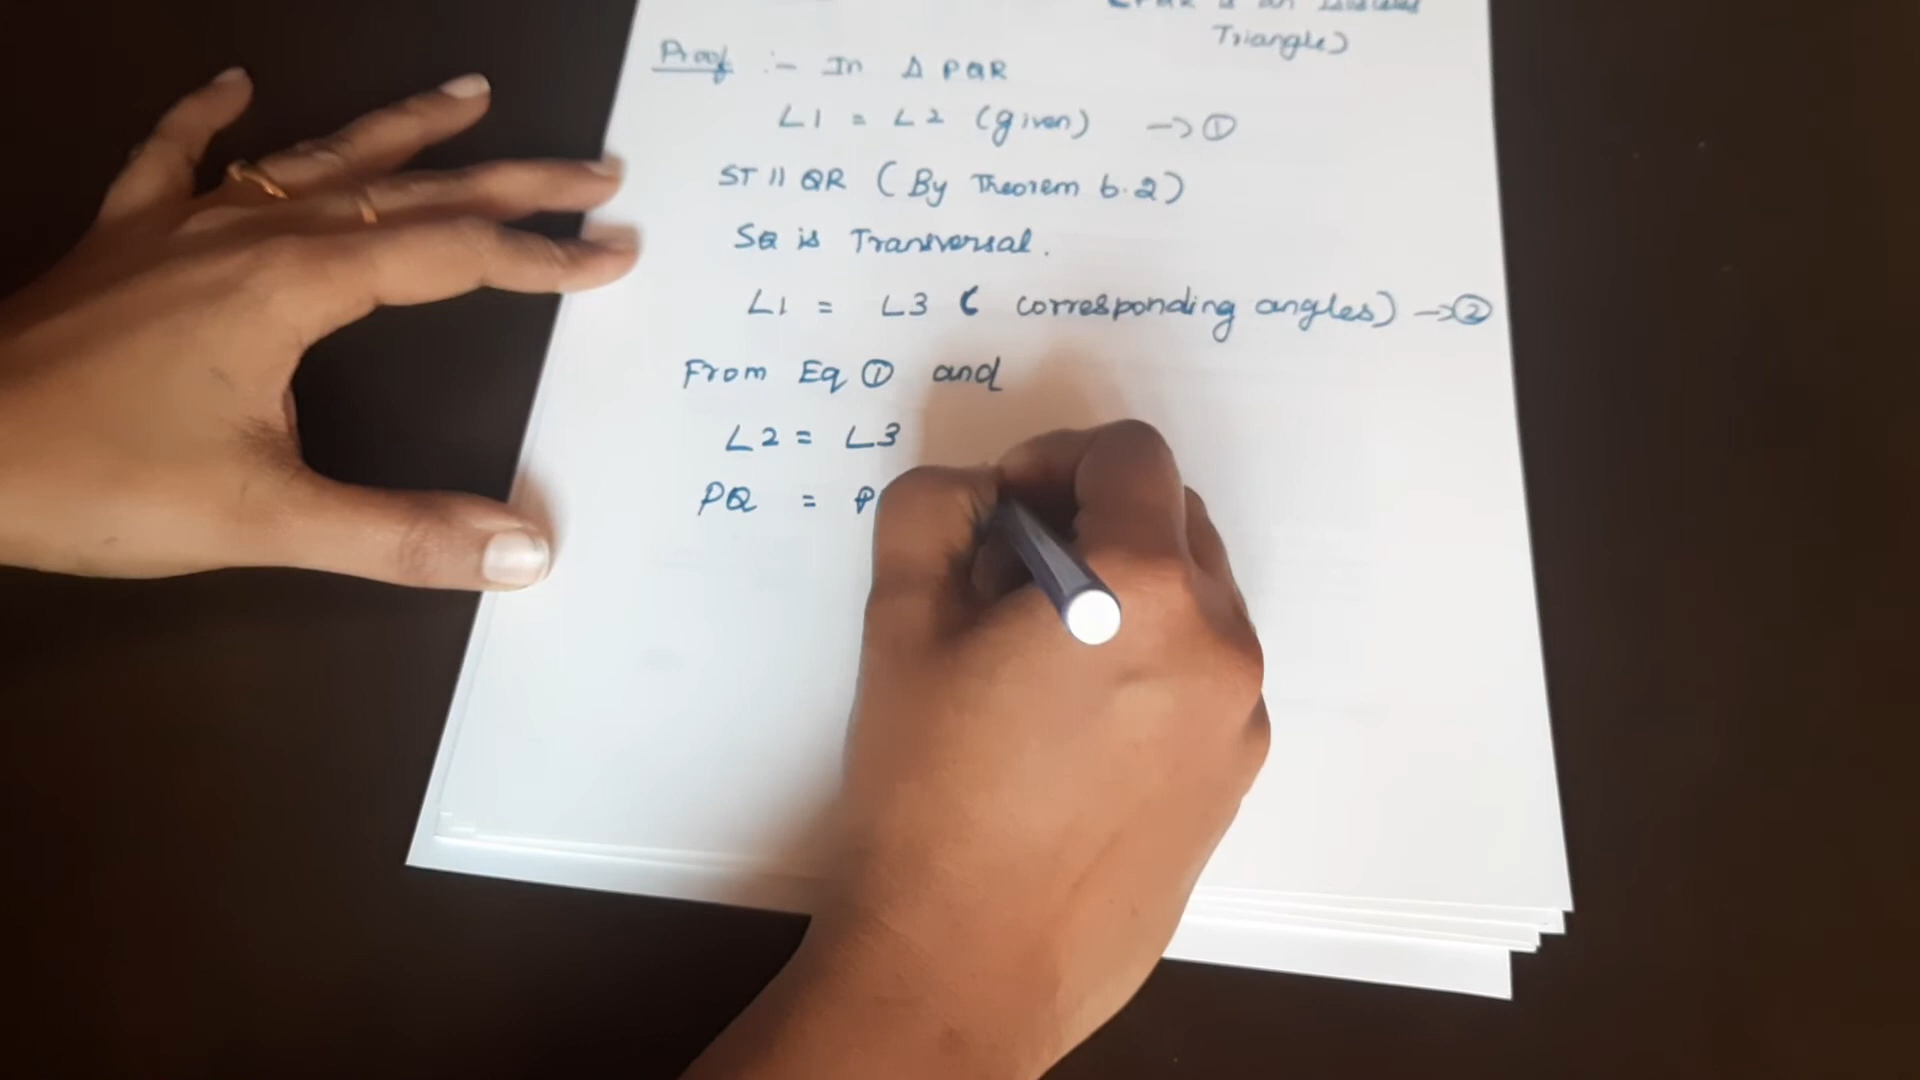 Triangle)
Proof :- In Δ PQR
∠1 = ∠2 (given) → ①
ST || QR (By Theorem 6.2)
SQ is Transversal.
∠1 = ∠3 ( corresponding angles) → ②
From Eq ① and
∠2 = ∠3
PQ = P